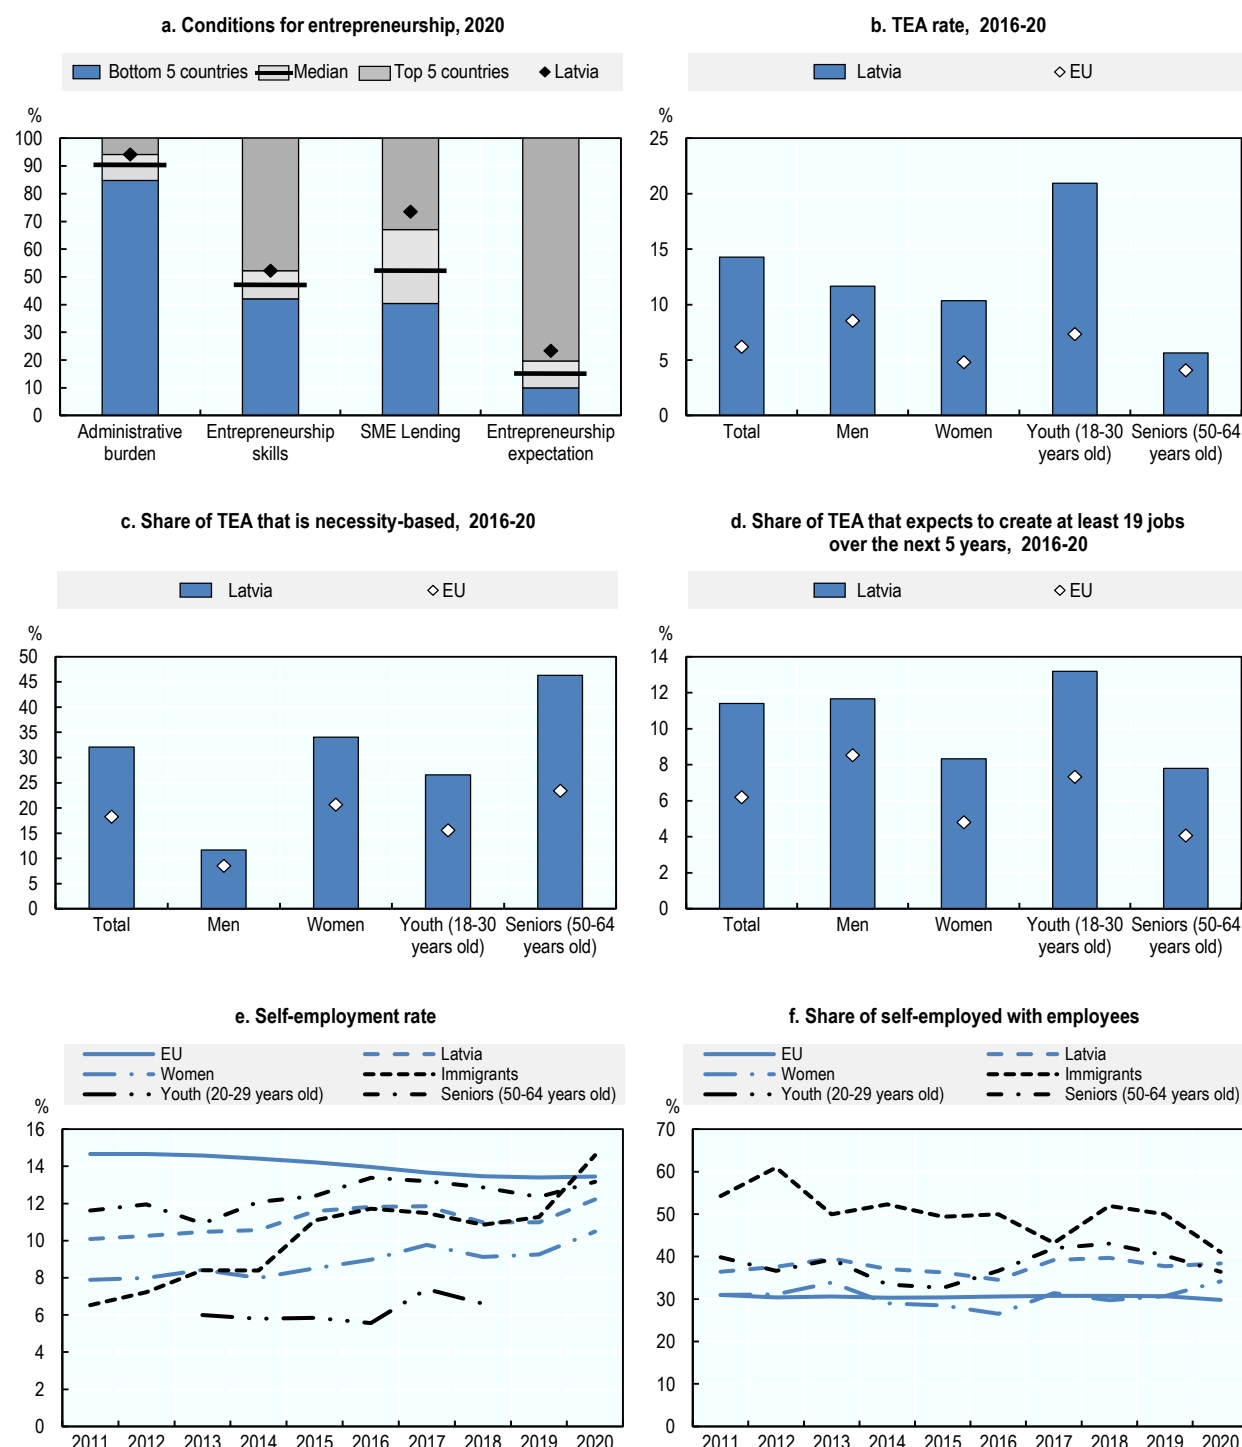 a. Conditions for entrepreneurship, 2020
Bottom 5 countries Median Top 5 countries Latvia
%
100
90
80
70
60
50
40
30
20
10
0
Administrative burden
Entrepreneurship skills
SME Lending
Entrepreneurship expectation
b. TEA rate, 2016-20
Latvia EU
%
25
20
15
10
5
0
Total
Men
Women
Youth (18-30 years old)
Seniors (50-64 years old)
c. Share of TEA that is necessity-based, 2016-20
Latvia EU
%
50
45
40
35
30
25
20
15
10
5
0
Total
Men
Women
Youth (18-30 years old)
Seniors (50-64 years old)
d. Share of TEA that expects to create at least 19 jobs
over the next 5 years, 2016-20
Latvia EU
%
14
12
10
8
6
4
2
0
Total
Men
Women
Youth (18-30 years old)
Seniors (50-64 years old)
e. Self-employment rate
EU Latvia
Women Immigrants
Youth (20-29 years old) Seniors (50-64 years old)
%
16
14
12
10
8
6
4
2
0
2011 2012 2013 2014 2015 2016 2017 2018 2019 2020
f. Share of self-employed with employees
EU Latvia
Women Immigrants
Youth (20-29 years old) Seniors (50-64 years old)
%
70
60
50
40
30
20
10
0
2011 2012 2013 2014 2015 2016 2017 2018 2019 2020